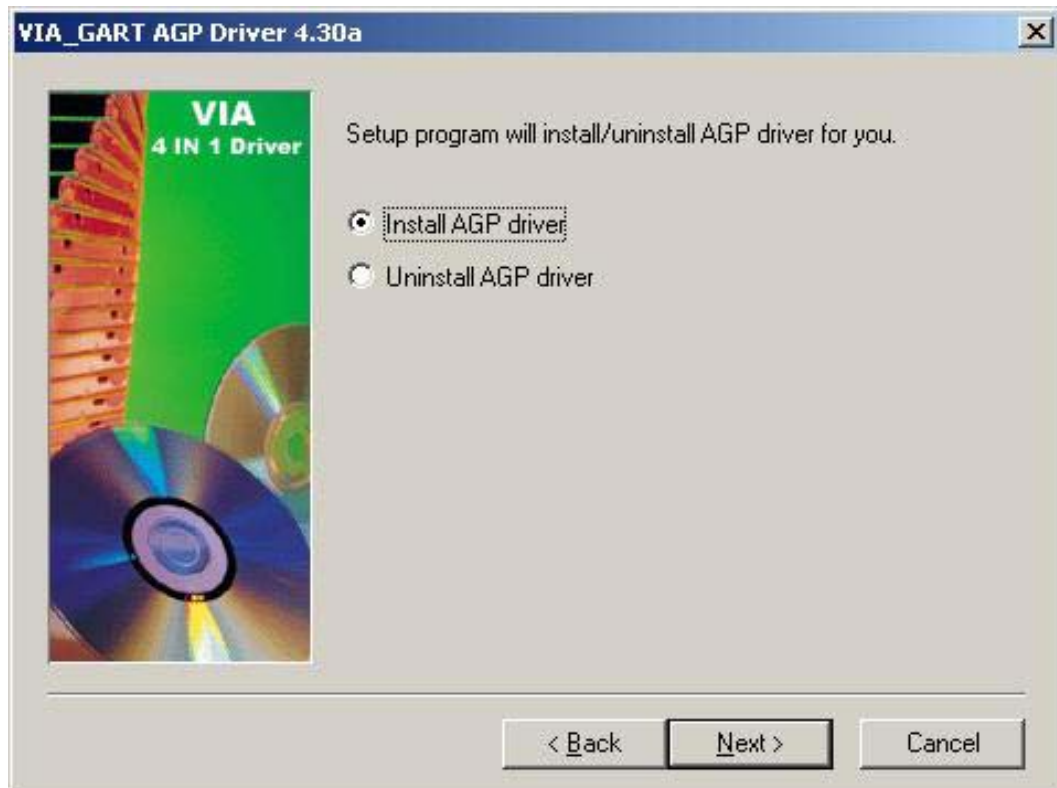 VIA_GART AGP Driver 4.30a
VIA
4 IN 1 Driver
Setup program will install/uninstall AGP driver for you.
Install AGP driver
Uninstall AGP driver
< Back
Next >
Cancel